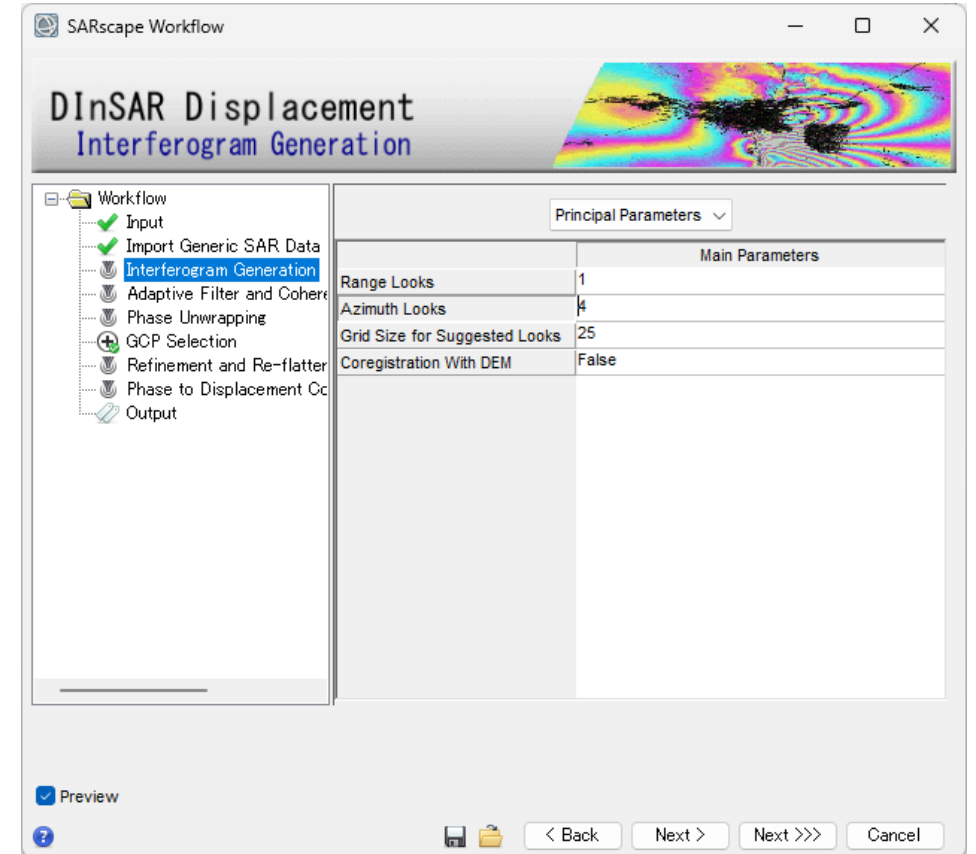 SARscape Workflow
DInSAR Displacement
Interferogram Generation
Workflow
Input
Import Generic SAR Data
Interferogram Generation
Adaptive Filter and Cohere
Phase Unwrapping
GCP Selection
Refinement and Re-flatter
Phase to Displacement Co
Output
Principal Parameters
Main Parameters
Range Looks 1
Azimuth Looks 4
Grid Size for Suggested Looks 25
Coregistration With DEM False
Preview
< Back
Next >
Next >>>
Cancel